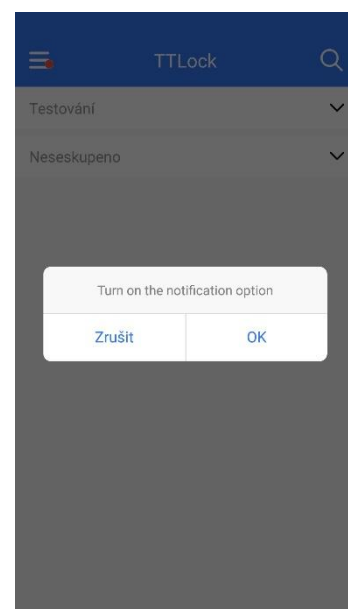 TTLock
Testování
Neseskupeno
Turn on the notification option
Zrušit OK